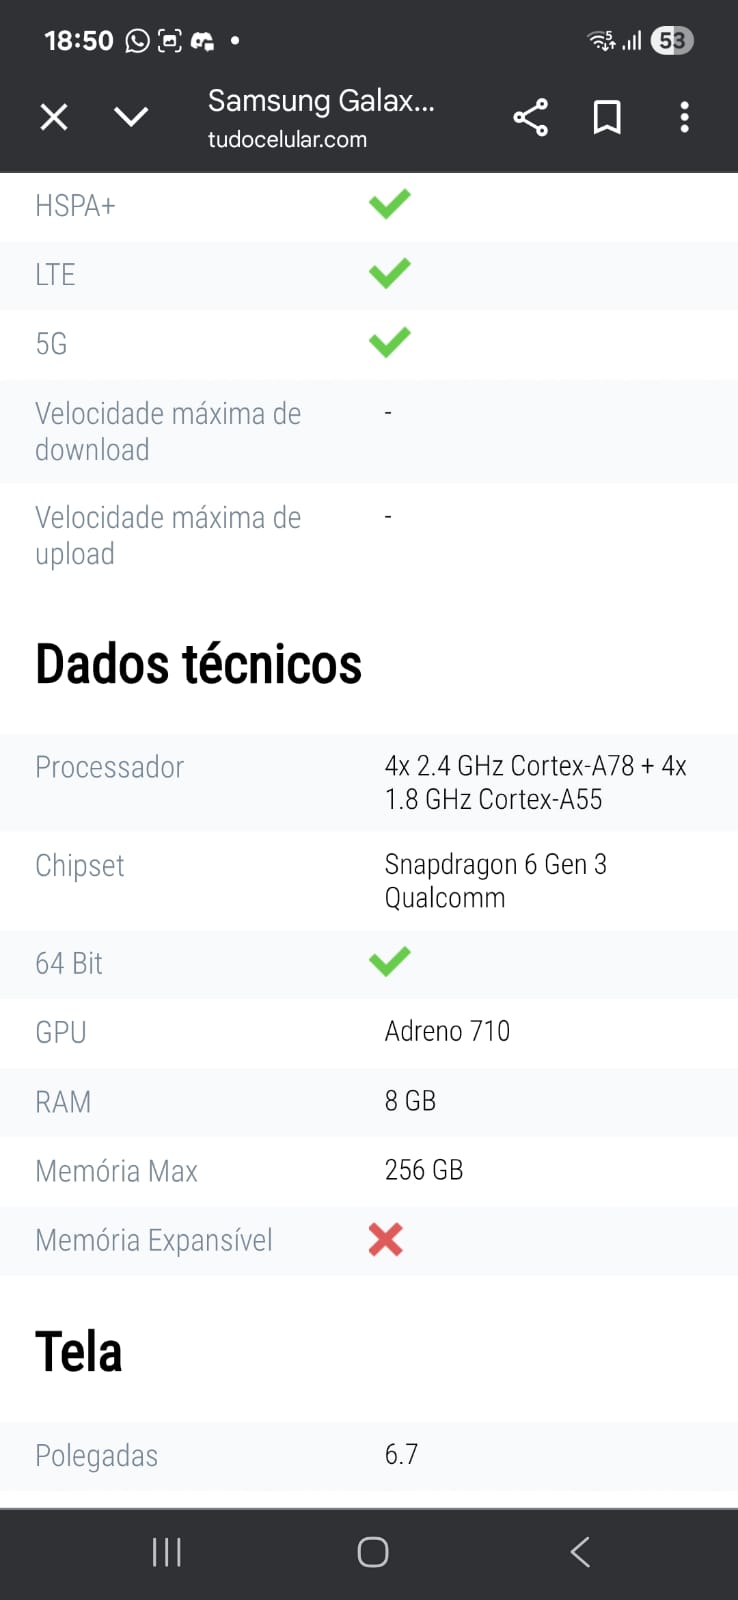 18:50
53
Samsung Galax...
tudocelular.com
HSPA+
LTE
5G
Velocidade máxima de
download
-
Velocidade máxima de
upload
-
Dados técnicos
Processador
4x 2.4 GHz Cortex-A78 + 4x
1.8 GHz Cortex-A55
Chipset
Snapdragon 6 Gen 3
Qualcomm
64 Bit
GPU
Adreno 710
RAM
8 GB
Memória Max
256 GB
Memória Expansível
Tela
Polegadas
6.7